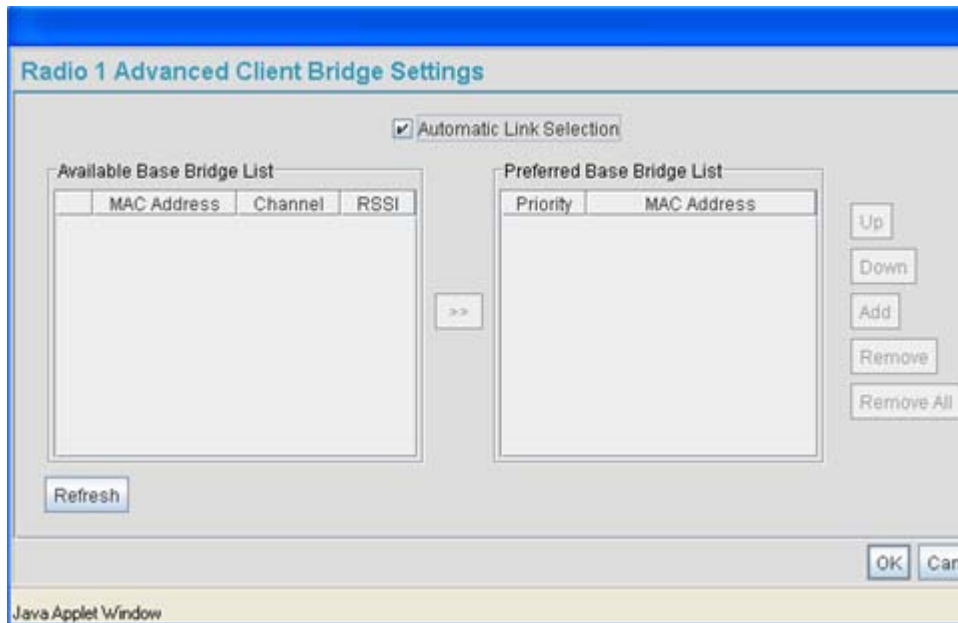 Radio 1 Advanced Client Bridge Settings
Automatic Link Selection
Available Base Bridge List
MAC Address Channel RSSI
Preferred Base Bridge List
Priority MAC Address
>>
Up
Down
Add
Remove
Remove All
Refresh
OK
Java Applet Window